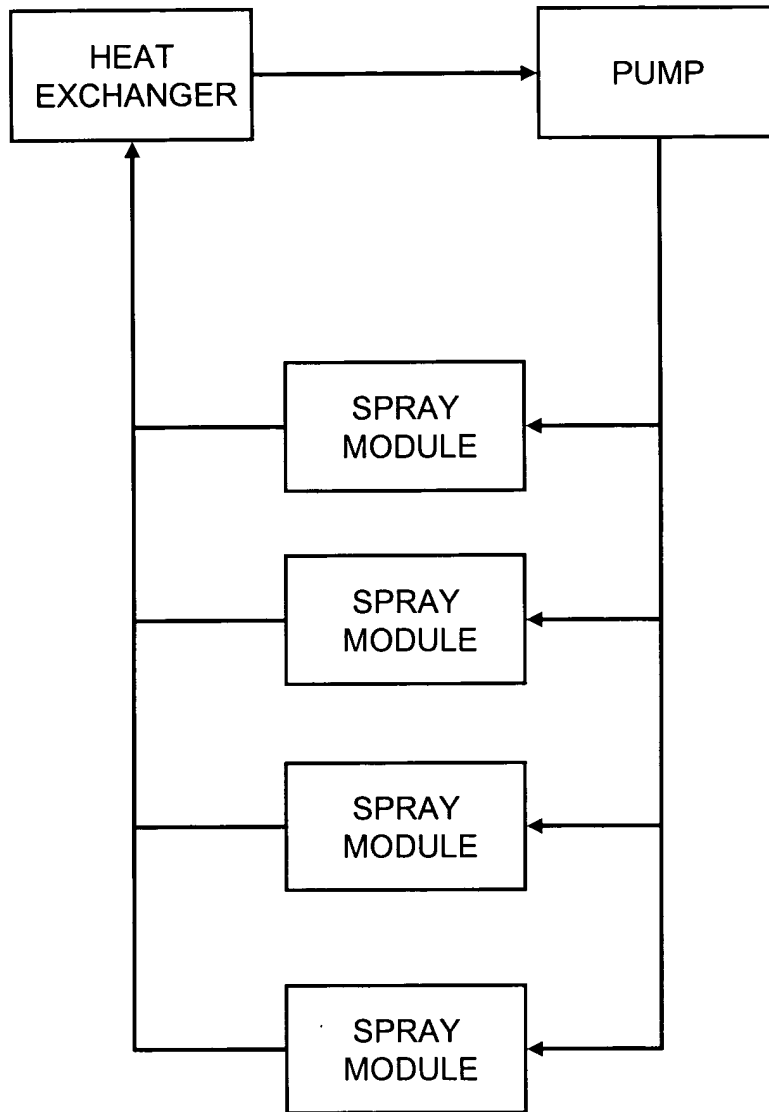 HEAT
EXCHANGER
PUMP
SPRAY
MODULE
SPRAY
MODULE
SPRAY
MODULE
SPRAY
MODULE